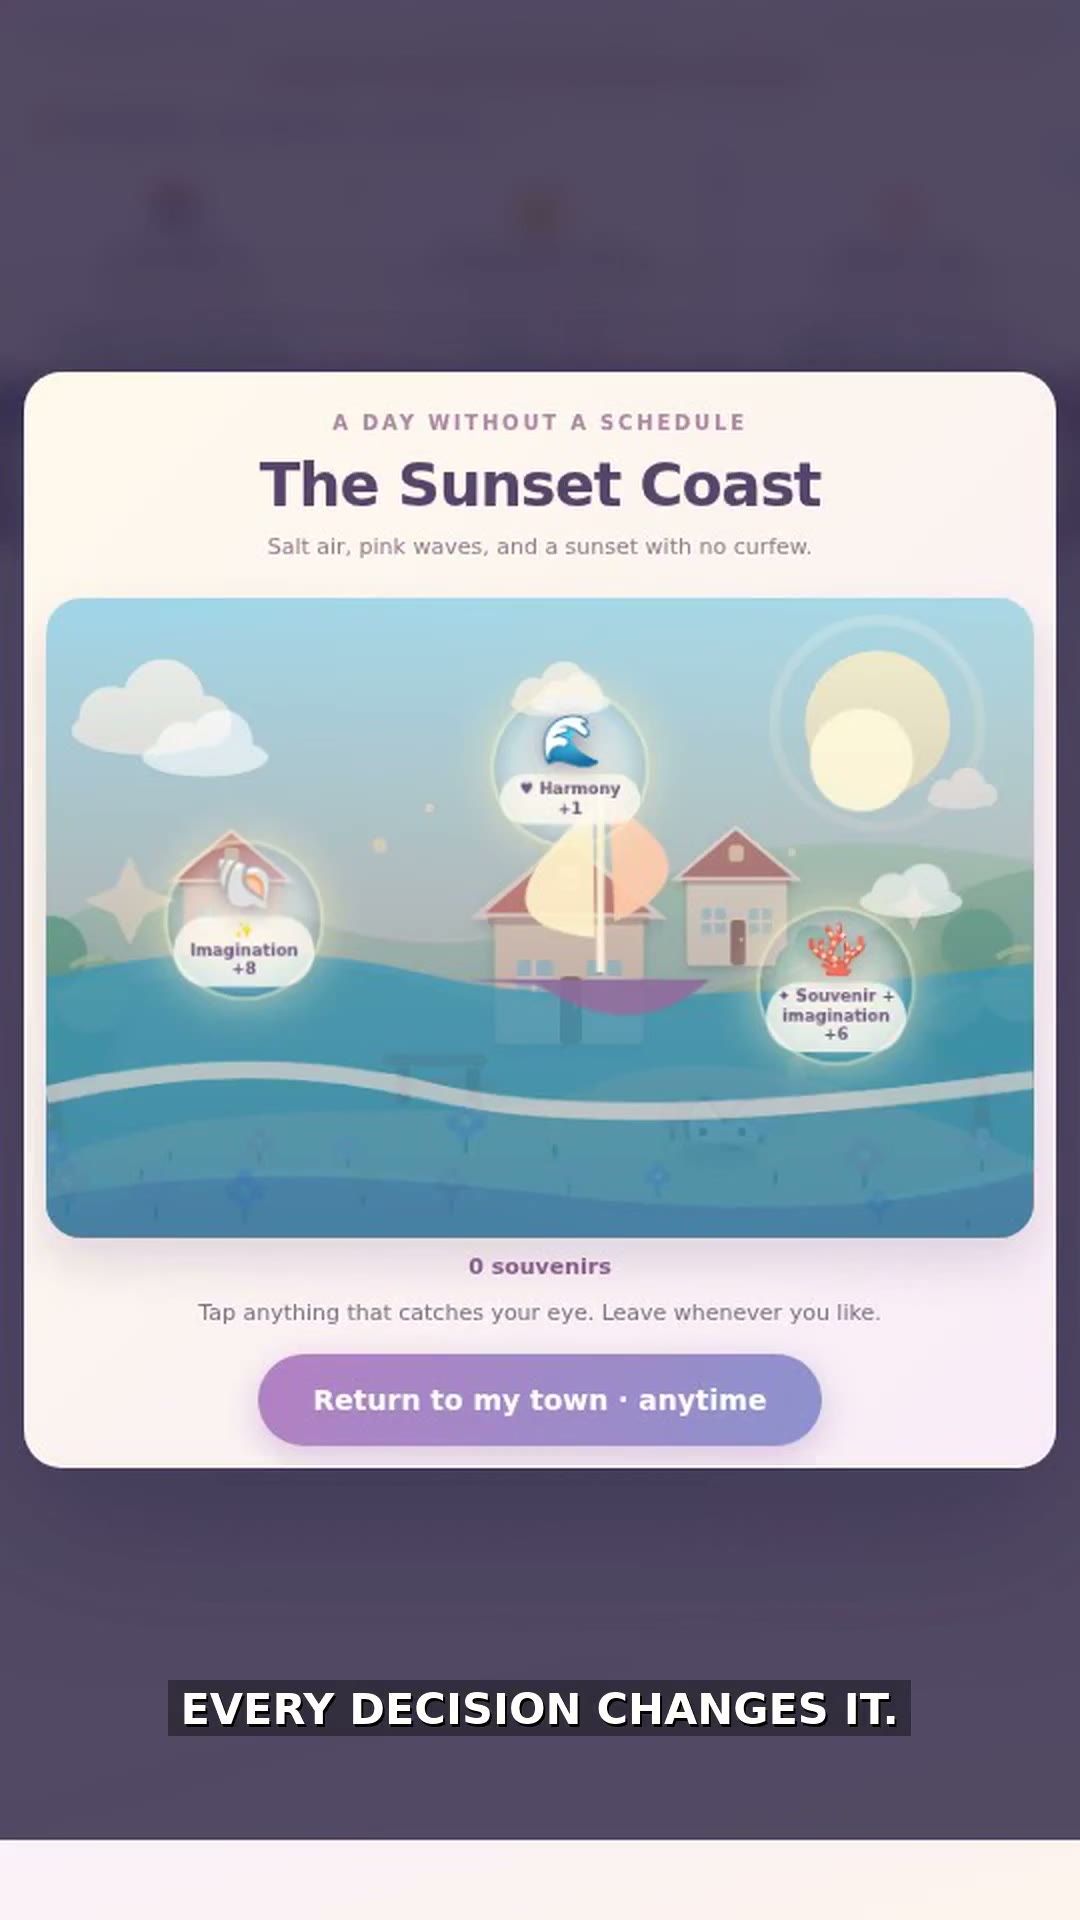 A DAY WITHOUT A SCHEDULE
The Sunset Coast
Salt air, pink waves, and a sunset with no curfew.
♥ Harmony
+1
✨
Imagination
+8
✦ Souvenir +
imagination
+6
0 souvenirs
Tap anything that catches your eye. Leave whenever you like.
Return to my town · anytime
EVERY DECISION CHANGES IT.